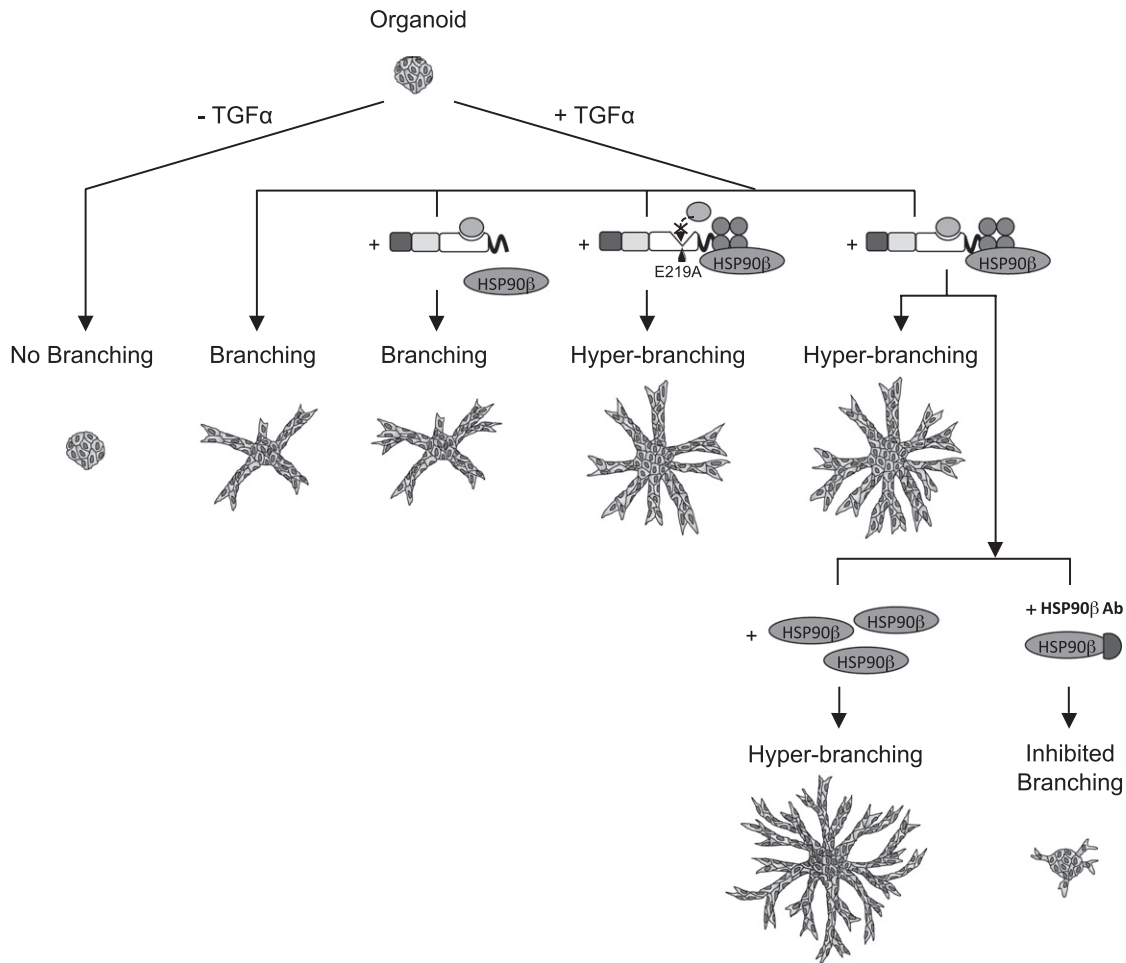 Organoid
- TGFα
+ TGFα
+
HSP90β
+
E219A
HSP90β
+
HSP90β
No Branching
Branching
Branching
Hyper-branching
Hyper-branching
+
HSP90β
HSP90β
HSP90β
+ HSP90β Ab
HSP90β
Hyper-branching
Inhibited
Branching